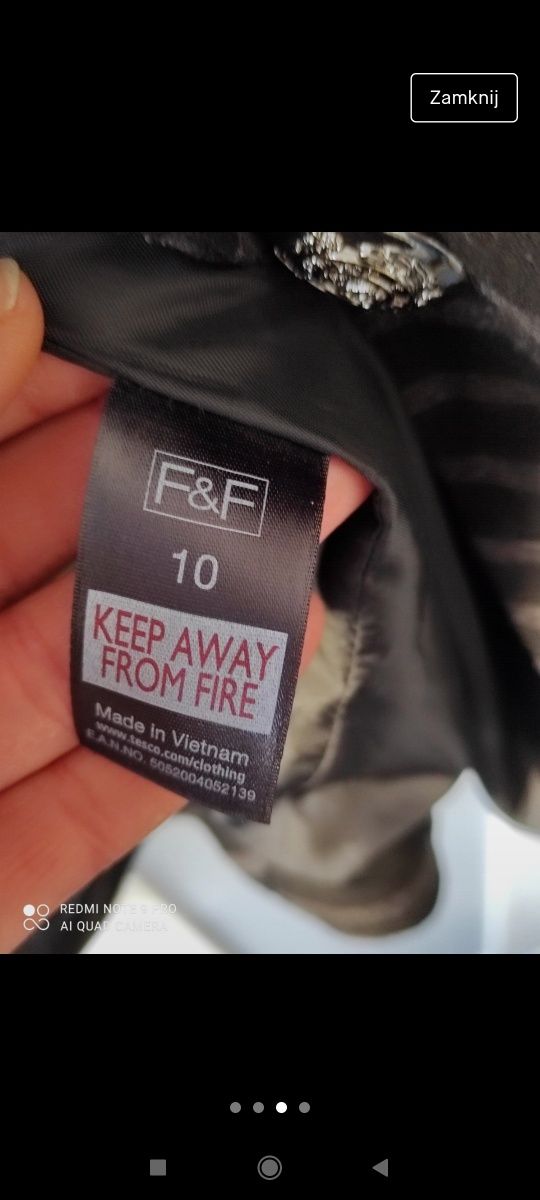 Zamknij
F&F
10
KEEP AWAY
FROM FIRE
Made in Vietnam
www.tesco.com/clothing
E.A.N.NO. 5052004052139
REDMI NOTE 9 PRO
AI QUAD CAMERA